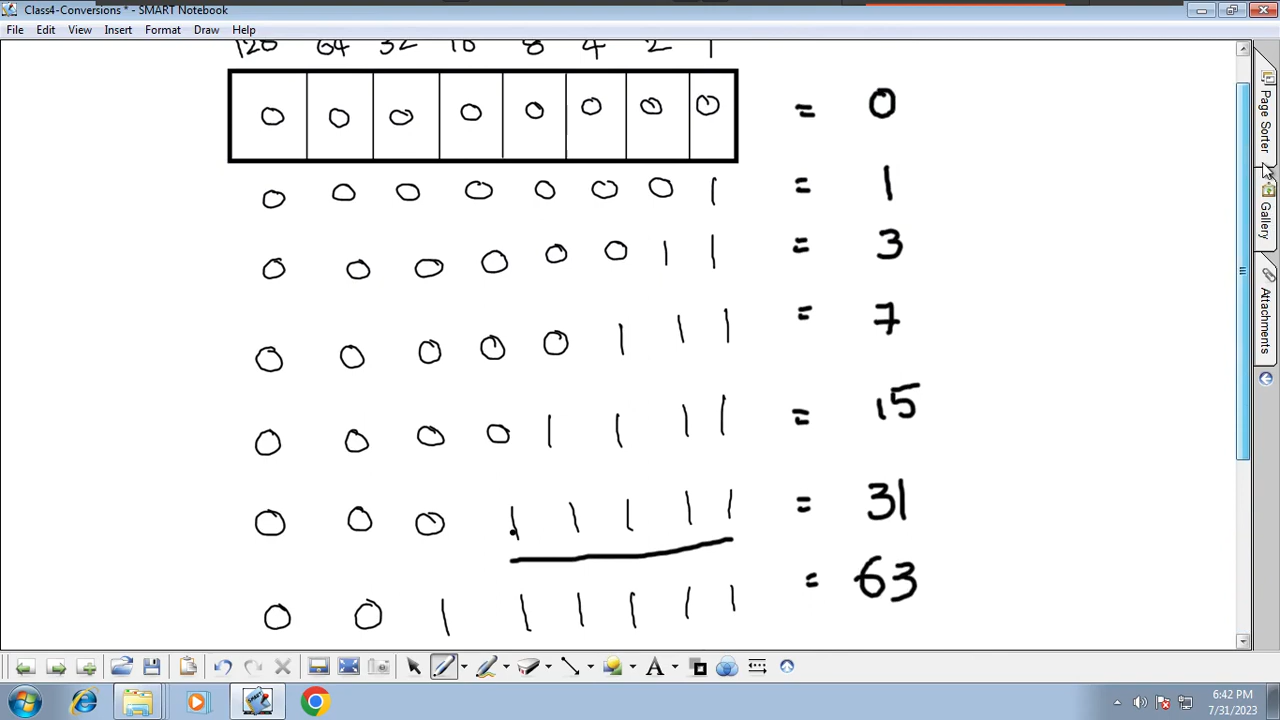 Class4-Conversions * - SMART Notebook
File Edit View Insert Format Draw Help
128 64 32 16 8 4 2 1
0 0 0 0 0 0 0 0 = 0
0 0 0 0 0 0 0 1 = 1
0 0 0 0 0 0 1 1 = 3
0 0 0 0 0 1 1 1 = 7
0 0 0 0 1 1 1 1 = 15
0 0 0 1 1 1 1 1 = 31
0 0 1 1 1 1 1 1 = 63
Page Sorter
Gallery
Attachments
A
6:42 PM
7/31/2023